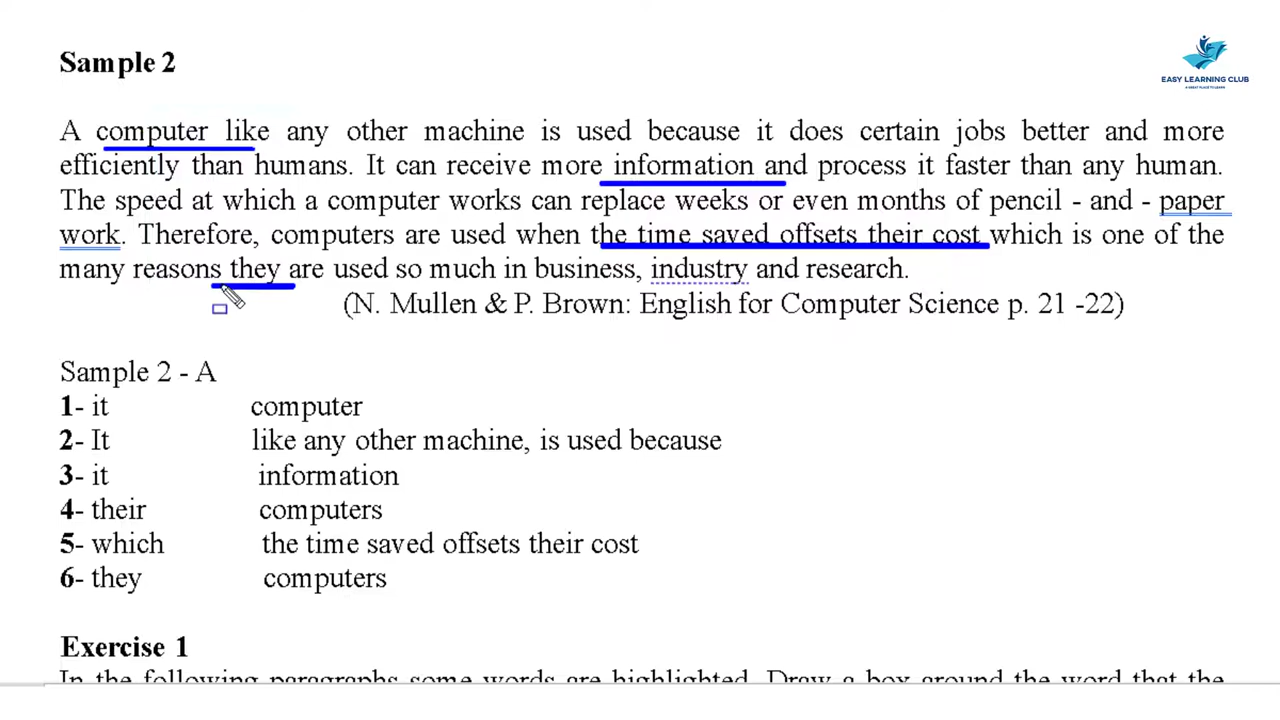 Sample 2
EASY LEARNING CLUB
A GREAT PLACE TO LEARN
A computer like any other machine is used because it does certain jobs better and more
efficiently than humans. It can receive more information and process it faster than any human.
The speed at which a computer works can replace weeks or even months of pencil - and - paper
work. Therefore, computers are used when the time saved offsets their cost which is one of the
many reasons they are used so much in business, industry and research.
(N. Mullen & P. Brown: English for Computer Science p. 21 -22)
Sample 2 - A
1- it computer
2- It like any other machine, is used because
3- it information
4- their computers
5- which the time saved offsets their cost
6- they computers
Exercise 1
In the following paragraphs some words are highlighted. Draw a box around the word that the